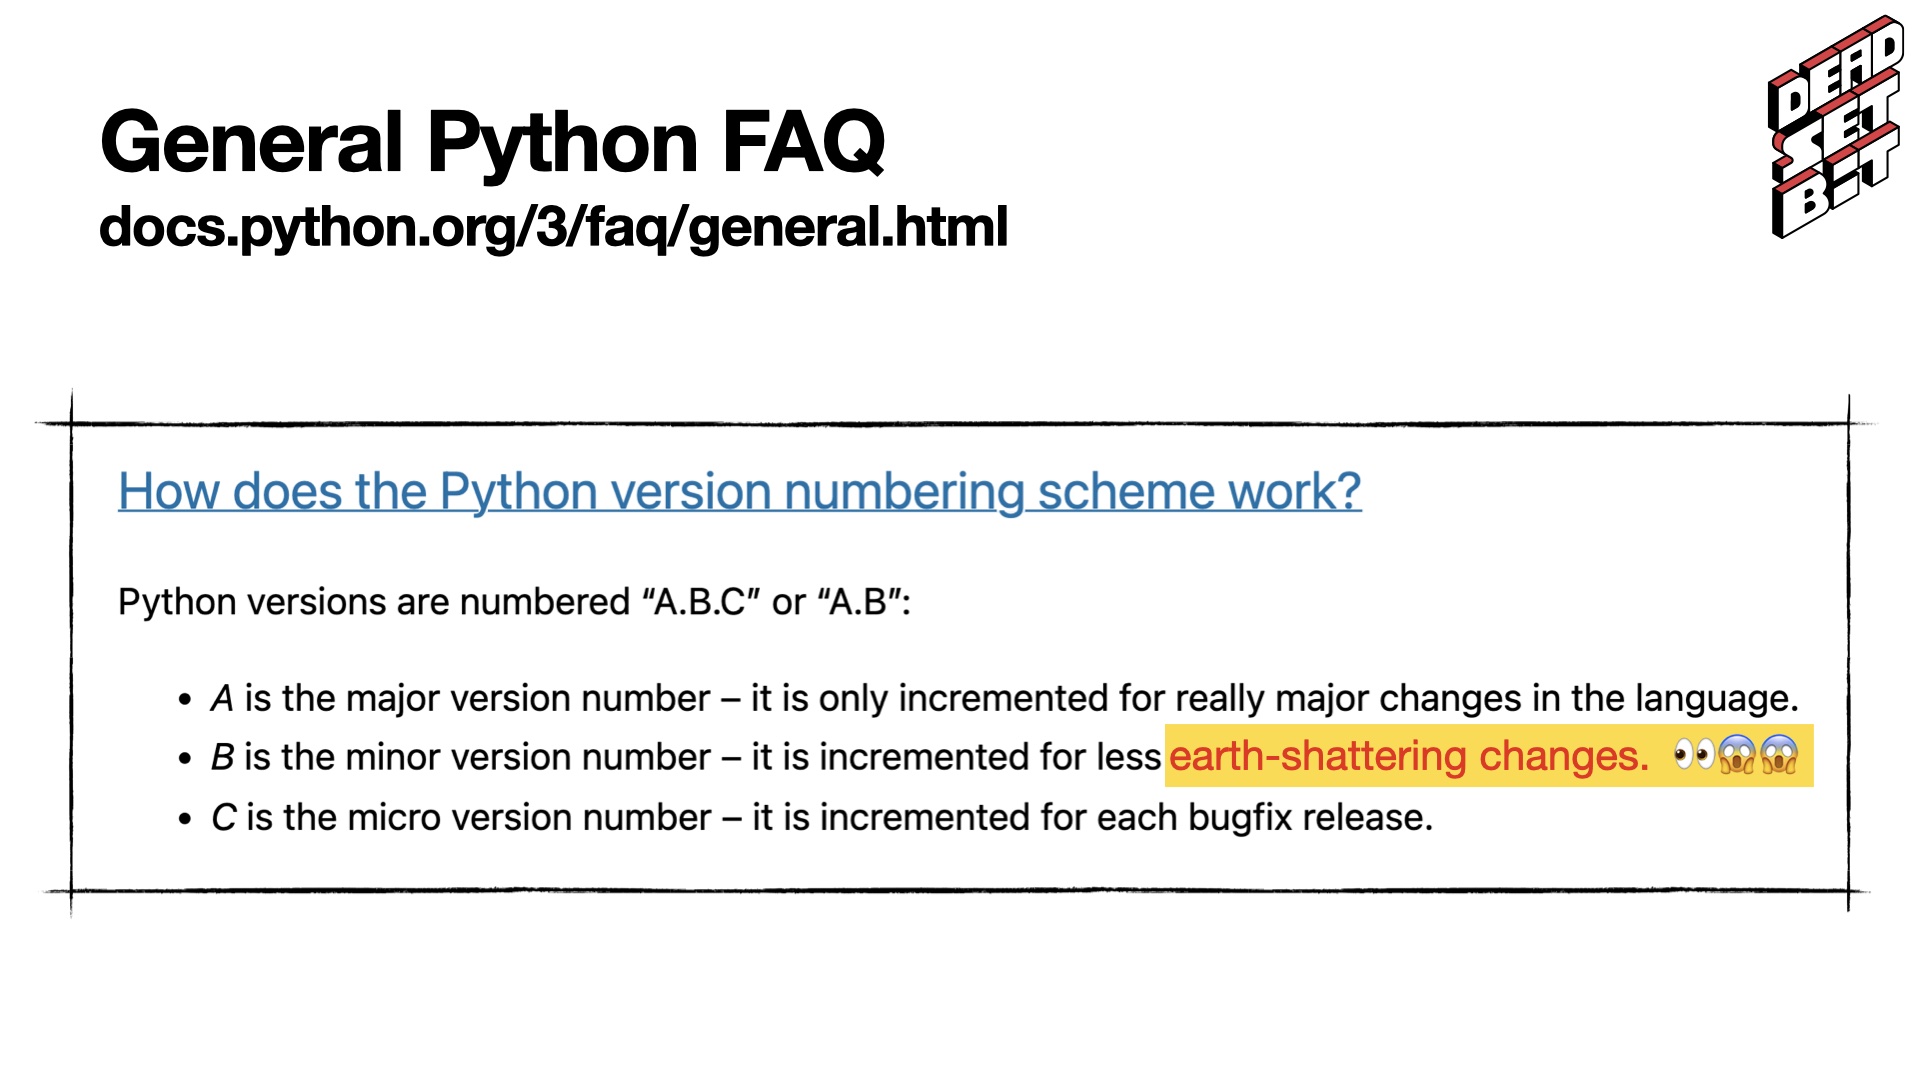 General Python FAQ
docs.python.org/3/faq/general.html
DEAD
SET
BIT
How does the Python version numbering scheme work?
Python versions are numbered “A.B.C” or “A.B”:
• A is the major version number – it is only incremented for really major changes in the language.
• B is the minor version number – it is incremented for less earth-shattering changes. 👀😱😱
• C is the micro version number – it is incremented for each bugfix release.